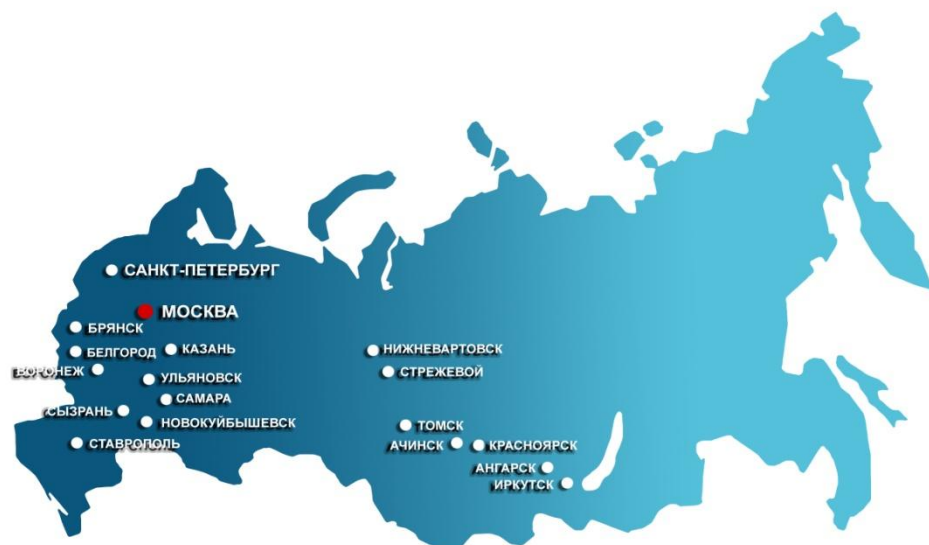 САНКТ-ПЕТЕРБУРГ
МОСКВА
БРЯНСК
БЕЛГОРОД
КАЗАНЬ
НИЖНЕВАРТОВСК
ВОРОНЕЖ
УЛЬЯНОВСК
СТРЕЖЕВОЙ
САМАРА
СЫЗРАНЬ
НОВОКУЙБЫШЕВСК
ТОМСК
СТАВРОПОЛЬ
АЧИНСК
КРАСНОЯРСК
АНГАРСК
ИРКУТСК